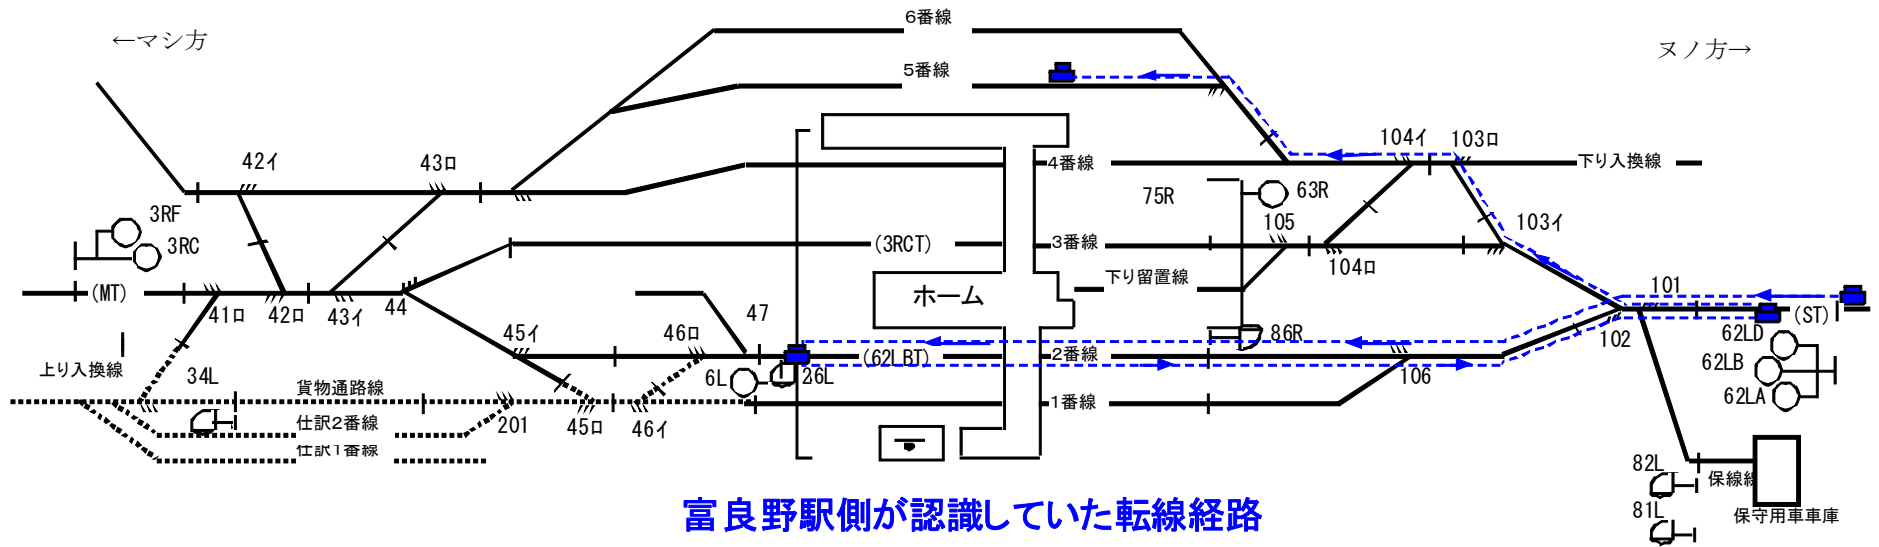 6番線
←マシ方
ヌノ方→
5番線
42イ
43ロ
104イ
103ロ
4番線
下り入換線
75R
63R
3RF
3RC
105
103イ
(3RCT)
3番線
104ロ
下り留置線
(MT)
ホーム
101
41ロ
42ロ
43イ
44
47
(ST)
45イ
46ロ
86R
102
62LD
(62LBT)
2番線
上り入換線
34L
6L
26L
106
62LB
貨物通路線
62LA
1番線
仕訳2番線
201
45ロ
46イ
仕訳1番線
82L
保線線
81L
保守用車車庫
富良野駅側が認識していた転線経路